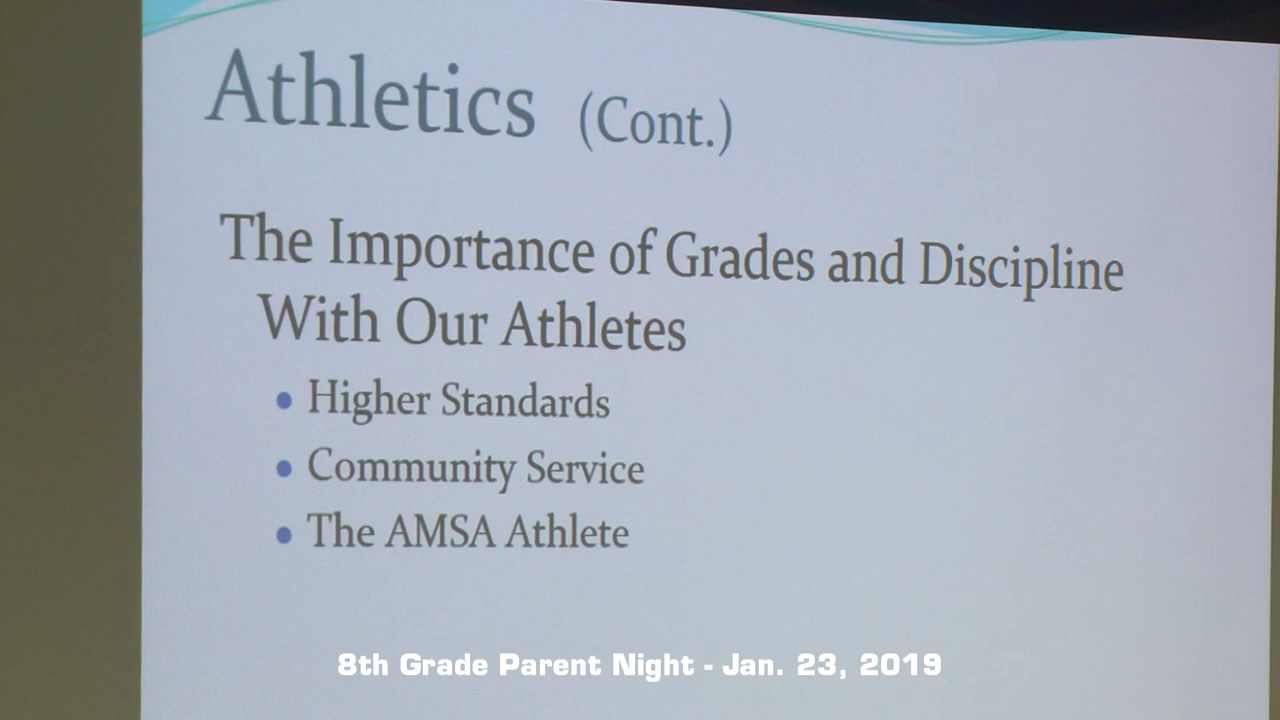 Athletics (Cont.)
The Importance of Grades and Discipline
With Our Athletes
• Higher Standards
• Community Service
• The AMSA Athlete
8th Grade Parent Night - Jan. 23, 2019